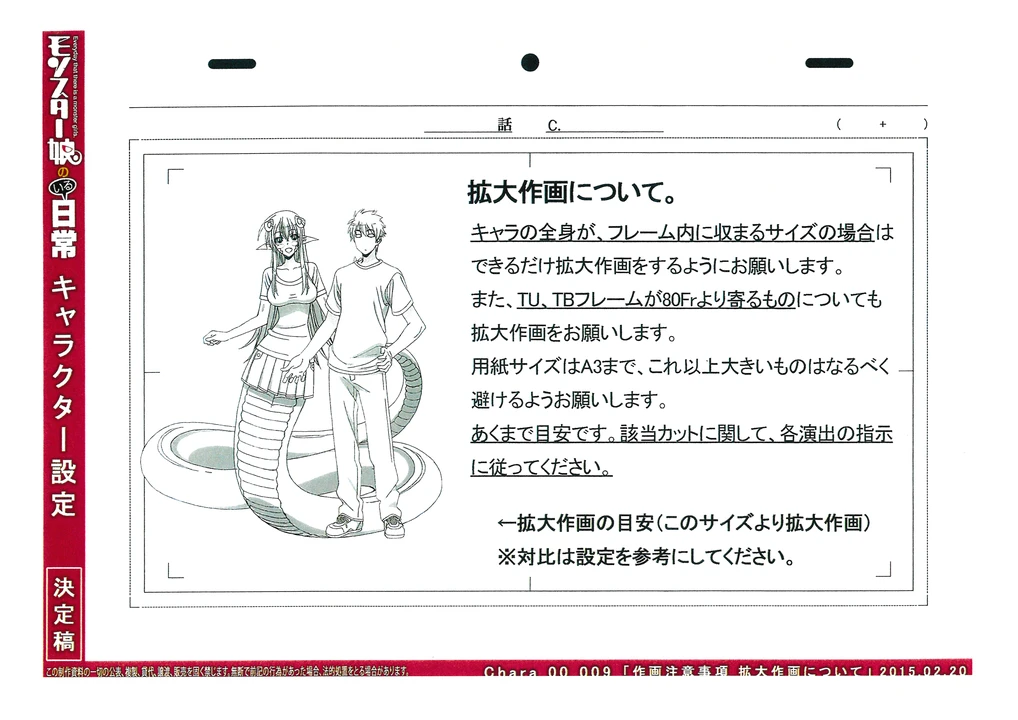 Everyday that there is a monster girls.
モンスター娘のいる日常
キャラクター設定
決定稿
話 C.
( + )
拡大作画について。
キャラの全身が、フレーム内に収まるサイズの場合は
できるだけ拡大作画をするようにお願いします。
また、TU、TBフレームが80Frより寄るものについても
拡大作画をお願いします。
用紙サイズはA3まで、これ以上大きいものはなるべく
避けるようお願いします。
あくまで目安です。該当カットに関して、各演出の指示
に従ってください。
←拡大作画の目安(このサイズより拡大作画)
※対比は設定を参考にしてください。
この制作資料の一切の公表、複製、貸代、譲渡、販売を固く禁じます。無断で前記の行為があった場合、法的処置をとる場合があります。
Chara_00_009「作画注意事項_拡大作画について」2015.02.20